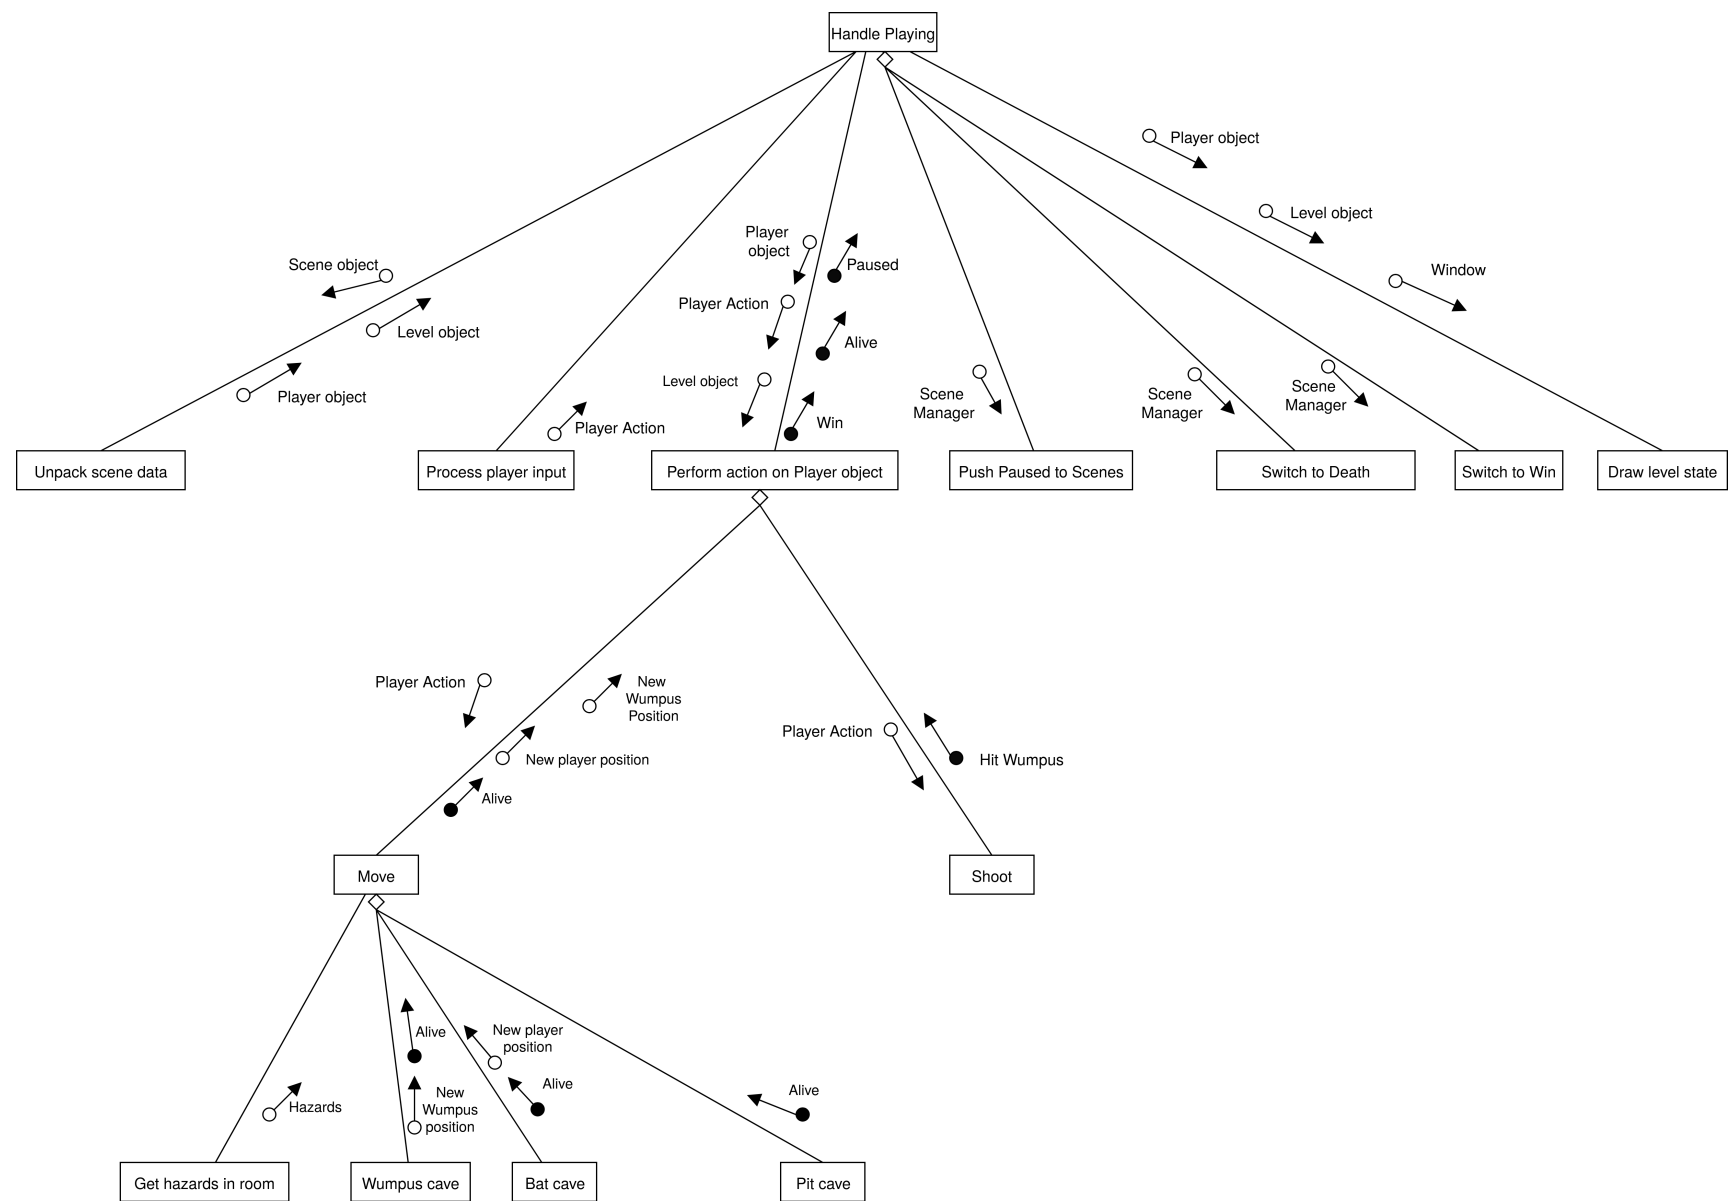 Handle Playing
Player object
Level object
Window
Player
object
Paused
Scene object
Player Action
Level object
Alive
Level object
Player object
Scene
Manager
Scene
Manager
Scene
Manager
Win
Player Action
Unpack scene data
Process player input
Perform action on Player object
Push Paused to Scenes
Switch to Death
Switch to Win
Draw level state
Player Action
New
Wumpus
Position
Player Action
New player position
Hit Wumpus
Alive
Move
Shoot
Alive
New player
position
Alive
Alive
Hazards
New
Wumpus
position
Get hazards in room
Wumpus cave
Bat cave
Pit cave